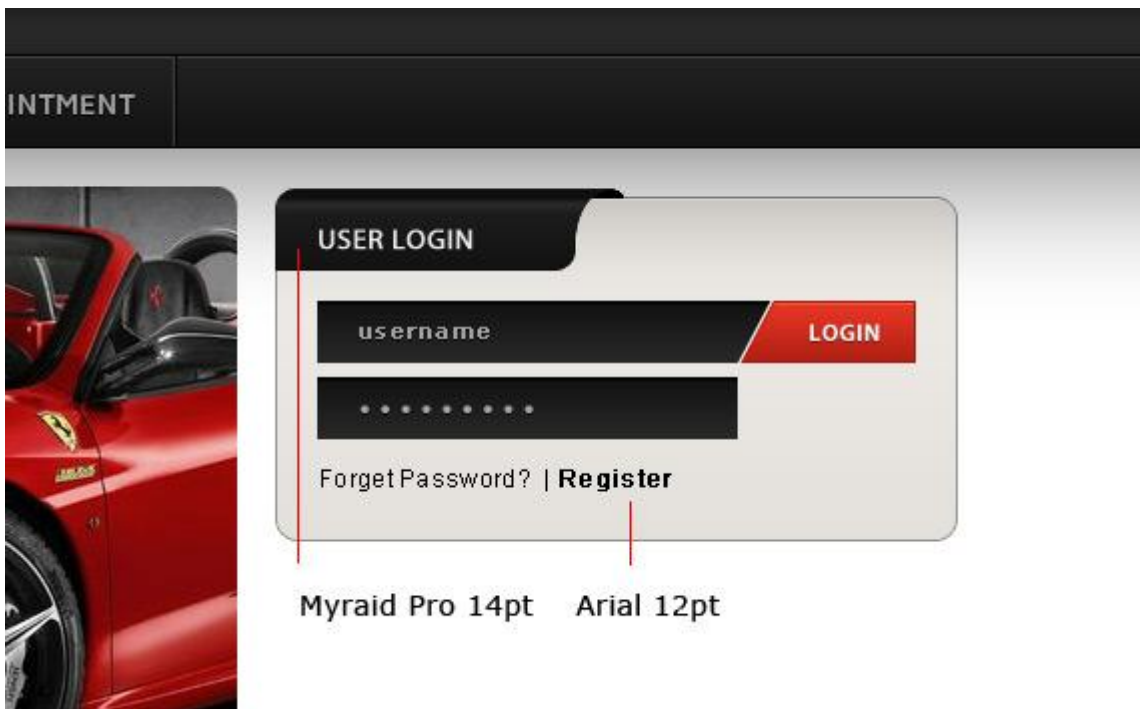 INTMENT
USER LOGIN
username LOGIN
•••••••••
Forget Password? | Register
Myraid Pro 14pt Arial 12pt